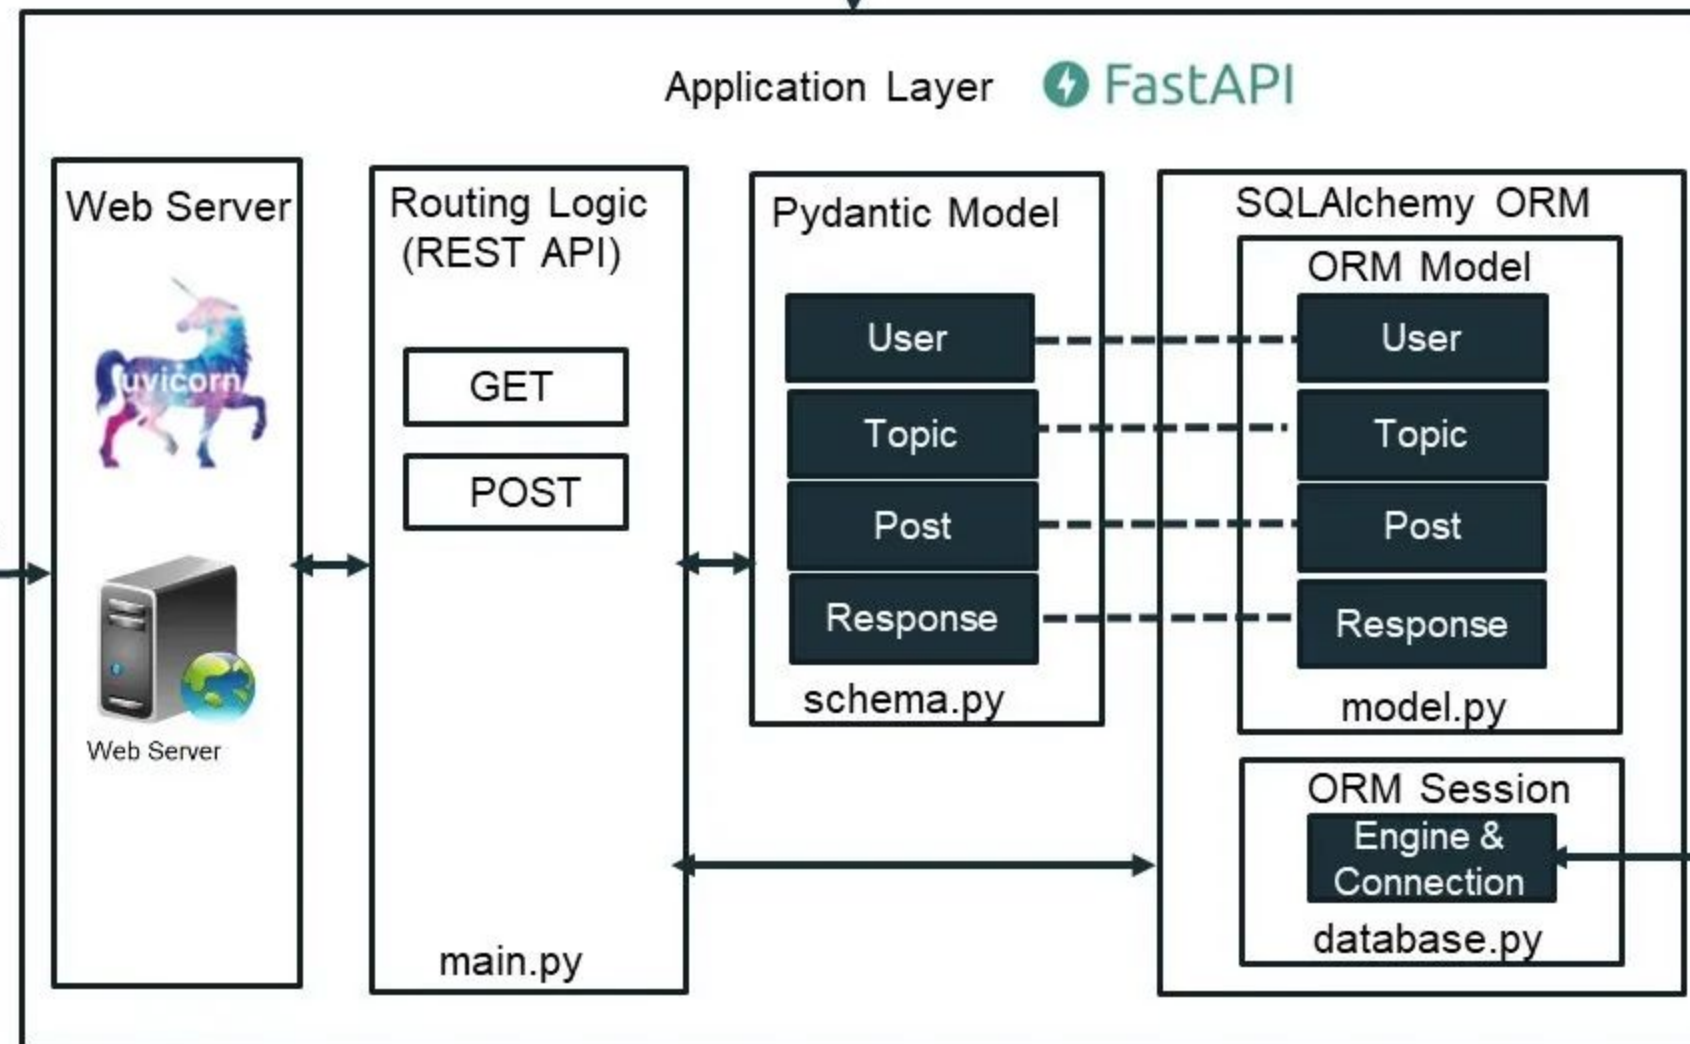 Application Layer FastAPI
Web Server
uvicorn
Web Server
Routing Logic
(REST API)
GET
POST
main.py
Pydantic Model
User
Topic
Post
Response
schema.py
SQLAlchemy ORM
ORM Model
User
Topic
Post
Response
model.py
ORM Session
Engine &
Connection
database.py